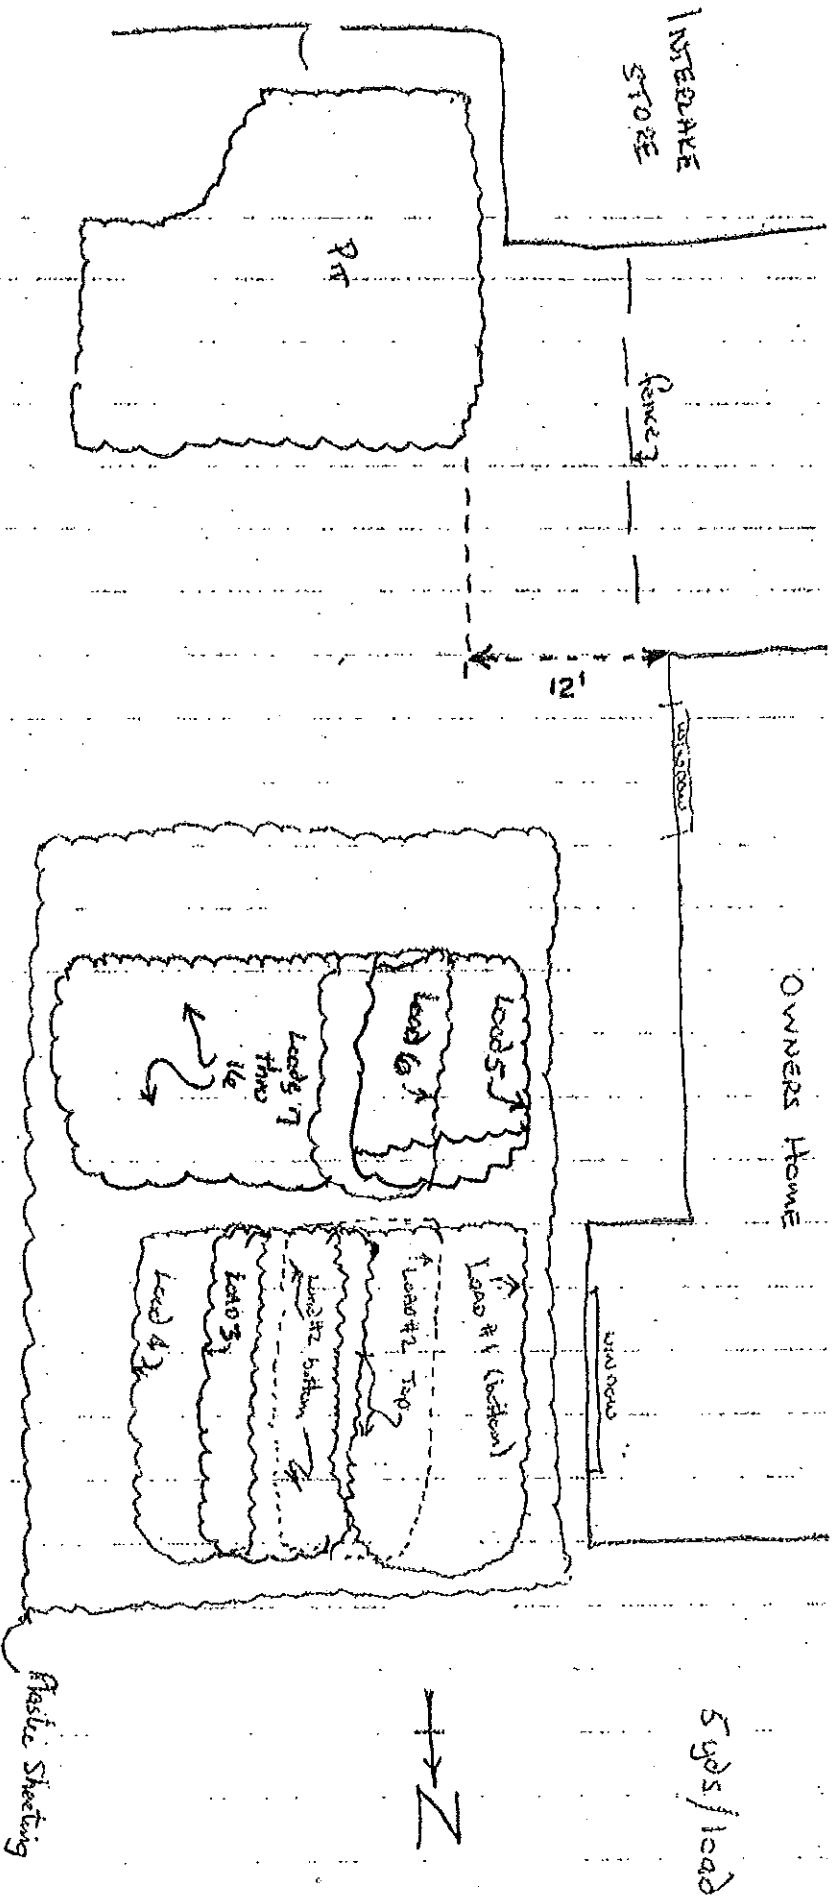 INTERLAKE
STORE
PIT
fence
12'
WINDOW
OWNERS HOME
WINDOW
Load 5
Load 6
Loads 7
thru
16
LOAD #1 (bottom)
LOAD #2 Top
Load #2 bottom
LOAD 3
Load 4
Plastic Sheeting
N
5 yds/load